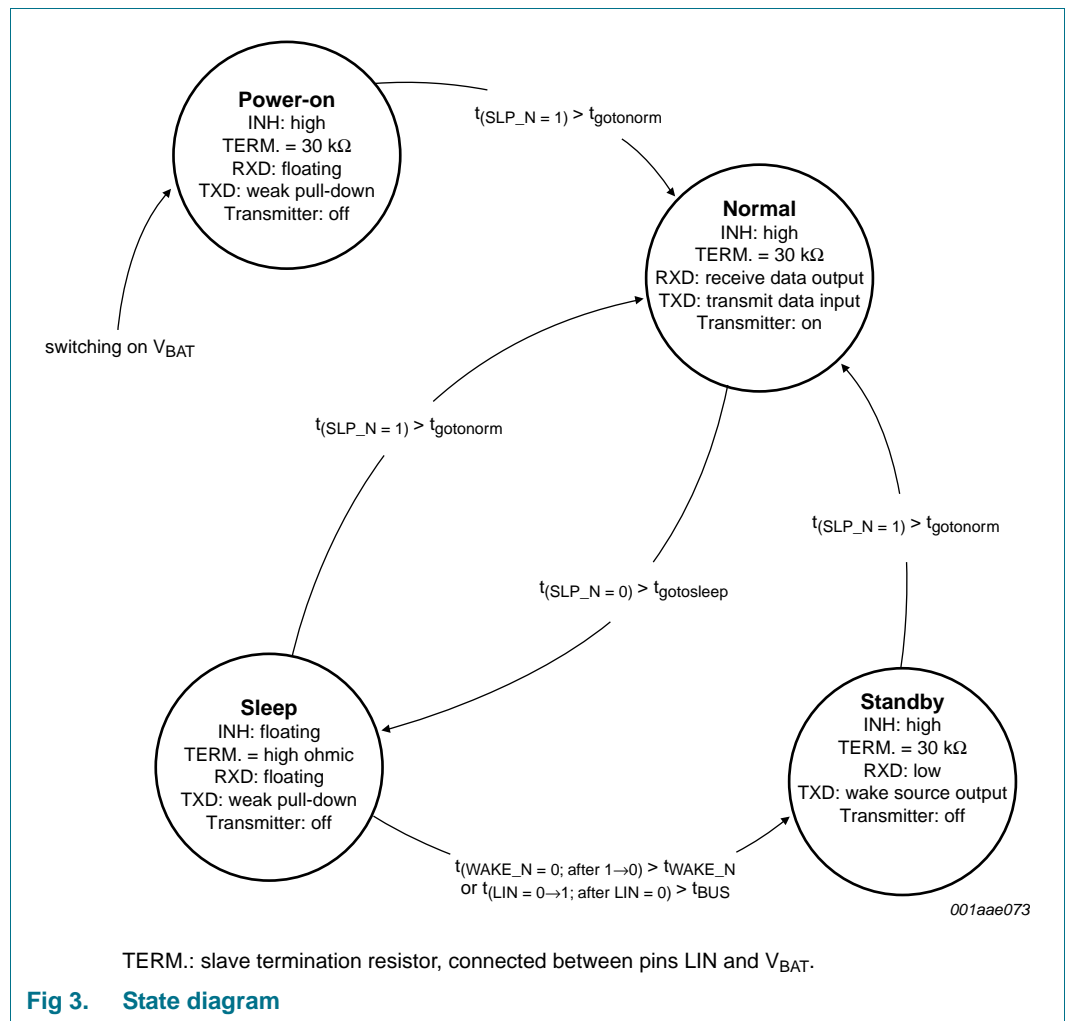 Power-on
INH: high
TERM. = 30 kΩ
RXD: floating
TXD: weak pull-down
Transmitter: off
t(SLP_N = 1) > tgotonorm
Normal
INH: high
TERM. = 30 kΩ
RXD: receive data output
TXD: transmit data input
Transmitter: on
switching on VBAT
t(SLP_N = 1) > tgotonorm
t(SLP_N = 1) > tgotonorm
t(SLP_N = 0) > tgotosleep
Sleep
INH: floating
TERM. = high ohmic
RXD: floating
TXD: weak pull-down
Transmitter: off
Standby
INH: high
TERM. = 30 kΩ
RXD: low
TXD: wake source output
Transmitter: off
t(WAKE_N = 0; after 1→0) > tWAKE_N
or t(LIN = 0→1; after LIN = 0) > tBUS
001aae073
TERM.: slave termination resistor, connected between pins LIN and VBAT.
Fig 3. State diagram